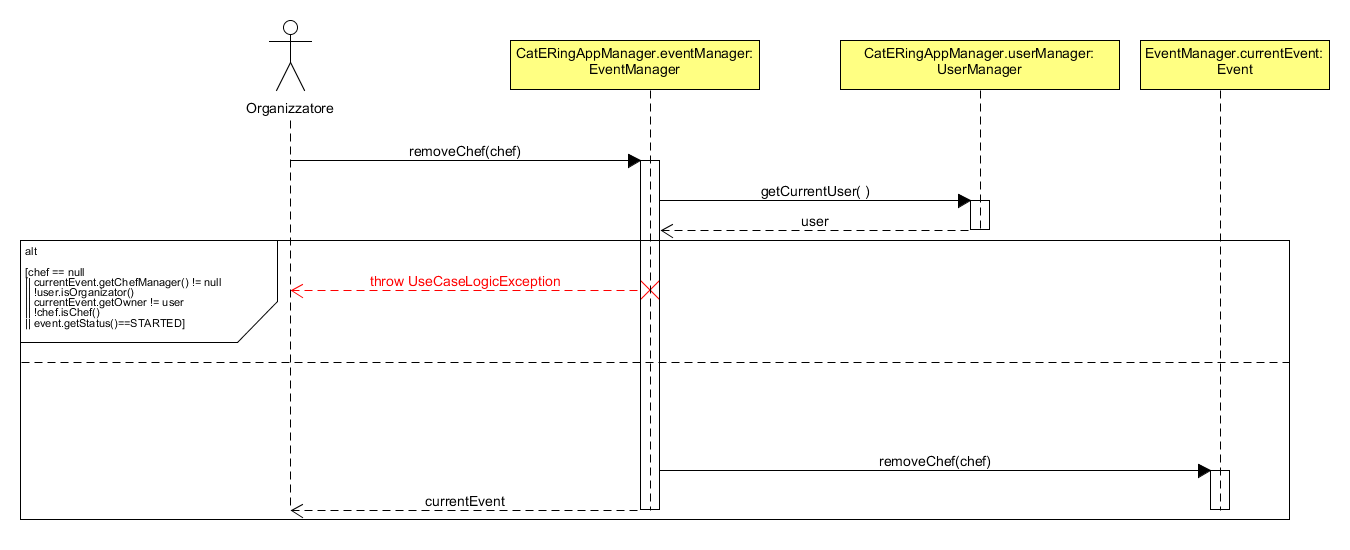 CatERingAppManager.eventManager:
EventManager
CatERingAppManager.userManager:
UserManager
EventManager.currentEvent:
Event
Organizzatore
removeChef(chef)
getCurrentUser( )
user
alt
[chef == null
|| currentEvent.getChefManager() != null
|| !user.isOrganizator()
|| currentEvent.getOwner != user
|| !chef.isChef()
|| event.getStatus()==STARTED]
throw UseCaseLogicException
removeChef(chef)
currentEvent